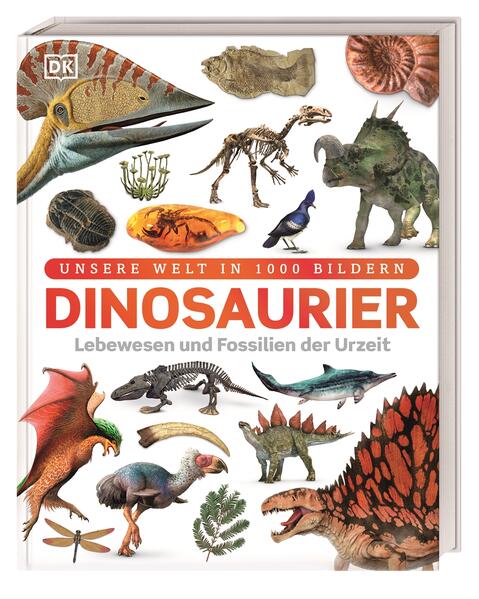 DK
UNSERE WELT IN 1000 BILDERN
DINOSAURIER
Lebewesen und Fossilien der Urzeit